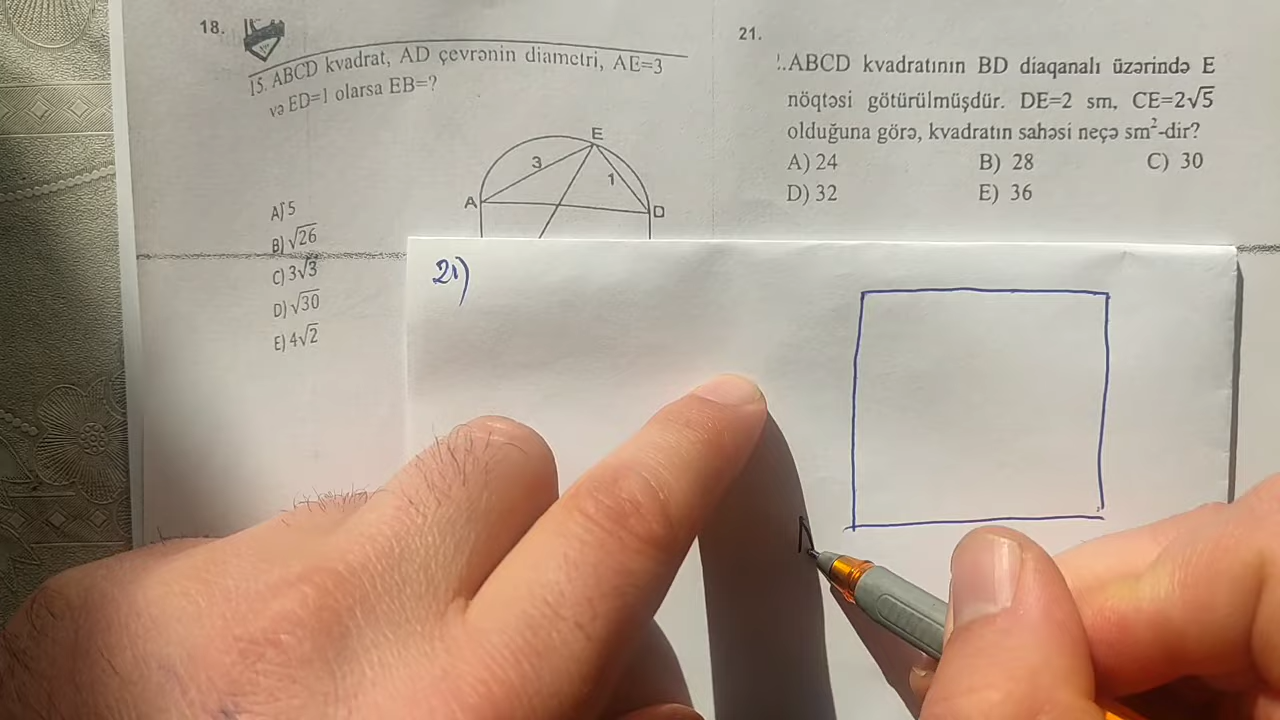 18.
15. ABCD kvadrat, AD çevrənin diametri, AE=3
və ED=1 olarsa EB=?
E
3
1
A
D
A) 5
B) √26
C) 3√3
D) √30
E) 4√2
21.
ABCD kvadratının BD diaqanalı üzərində E
nöqtəsi götürülmüşdür. DE=2 sm, CE=2√5
olduğuna görə, kvadratın sahəsi neçə sm²-dir?
A) 24 B) 28 C) 30
D) 32 E) 36
21)